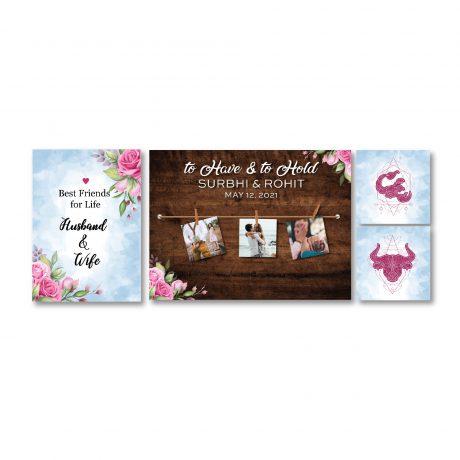 Best Friends
for Life
Husband
&
Wife
to Have & to Hold
SURBHI & ROHIT
MAY 12, 2021